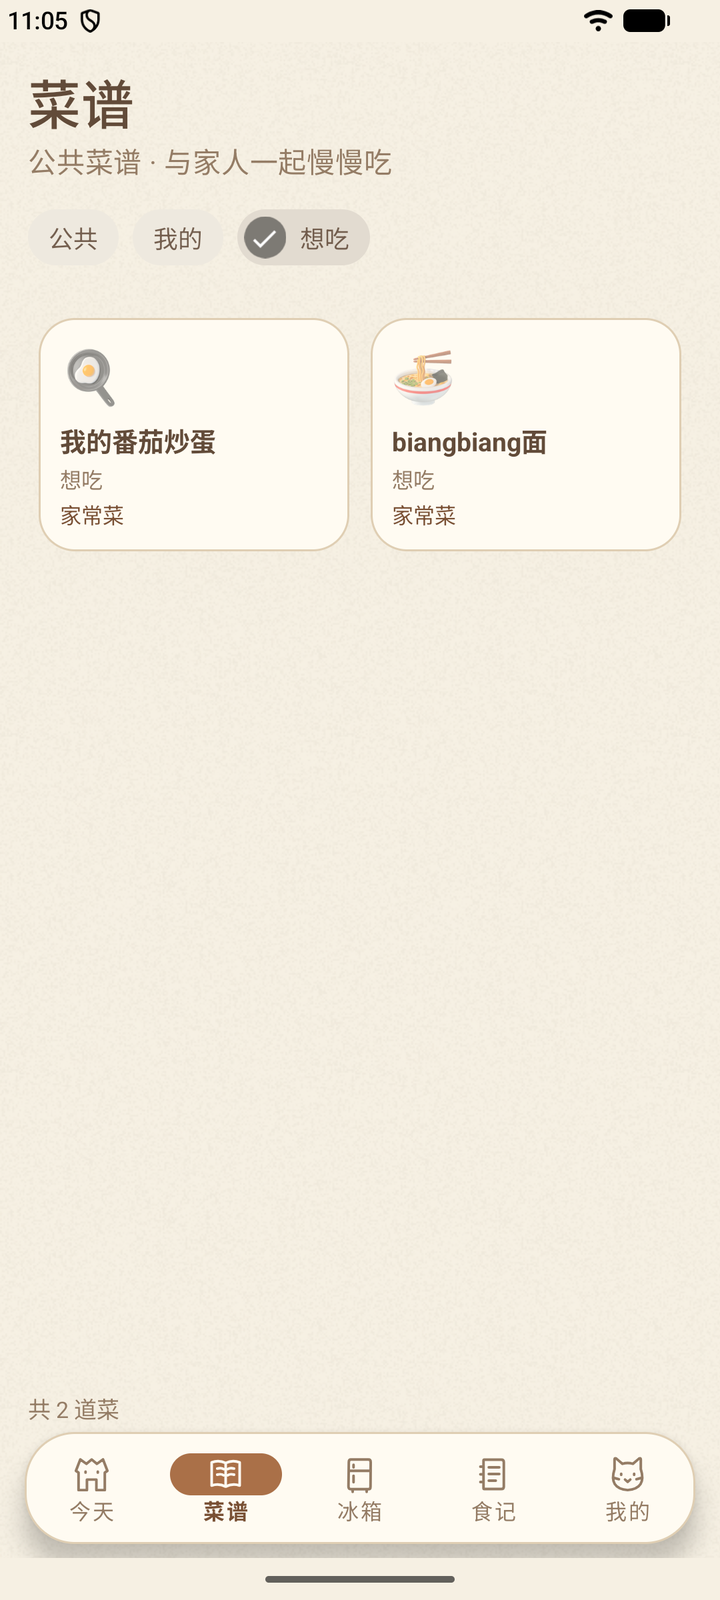 11:05
菜谱
公共菜谱 · 与家人一起慢慢吃
公共 我的 想吃
我的番茄炒蛋
想吃
家常菜
biangbiang面
想吃
家常菜
共 2 道菜
今天 菜谱 冰箱 食记 我的